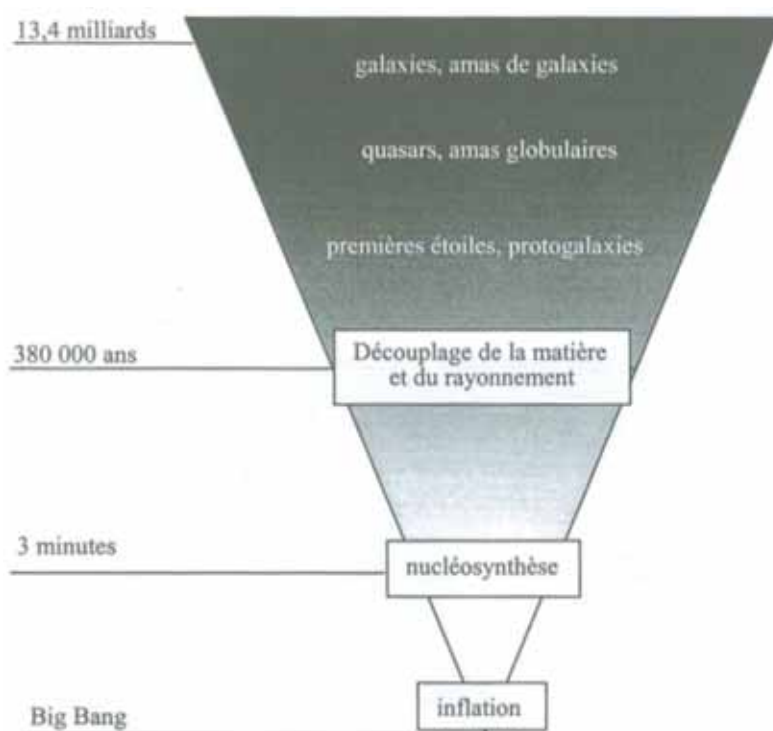 13,4 milliards
galaxies, amas de galaxies
quasars, amas globulaires
premières étoiles, protogalaxies
380 000 ans
Découplage de la matière
et du rayonnement
3 minutes
nucléosynthèse
inflation
Big Bang